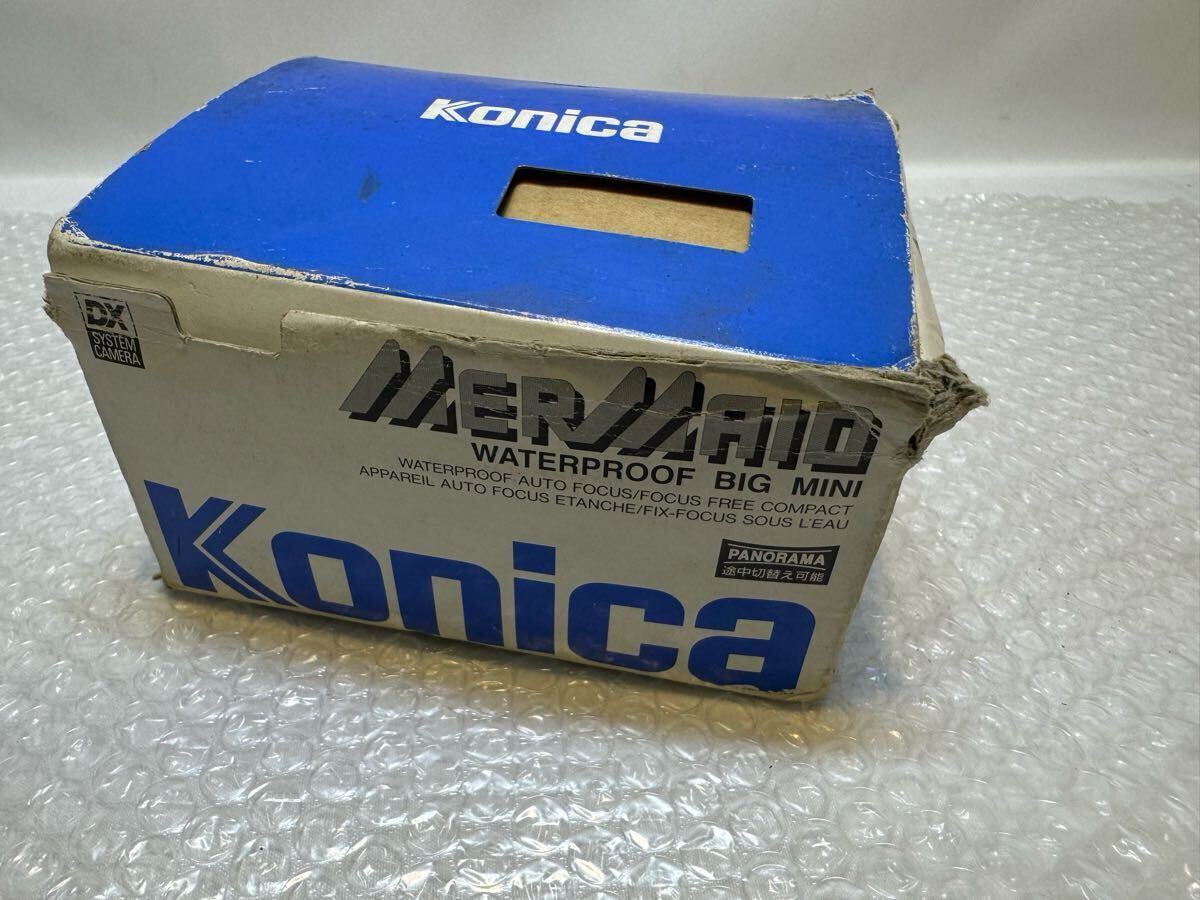 Konica
DX
SYSTEM
CAMERA
MERMAID
WATERPROOF BIG MINI
WATERPROOF AUTO FOCUS/FOCUS FREE COMPACT
APPAREIL AUTO FOCUS ETANCHE/FIX-FOCUS SOUS L'EAU
PANORAMA
途中切替え可能
Konica